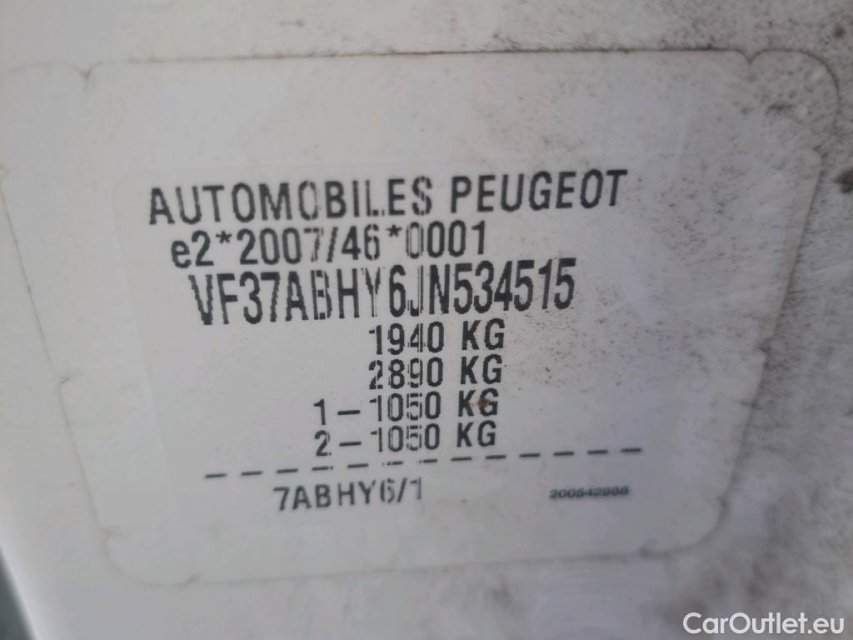 AUTOMOBILES PEUGEOT
e2*2007/46*0001
VF37ABHY6JN534515
1940 KG
2890 KG
1-1050 KG
2-1050 KG
7ABHY6/1
CarOutlet.eu